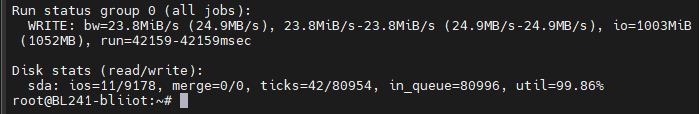 Run status group 0 (all jobs):
  WRITE: bw=23.8MiB/s (24.9MB/s), 23.8MiB/s-23.8MiB/s (24.9MB/s-24.9MB/s), io=1003MiB
 (1052MB), run=42159-42159msec

Disk stats (read/write):
  sda: ios=11/9178, merge=0/0, ticks=42/80954, in_queue=80996, util=99.86%
root@BL241-bliiot:~#